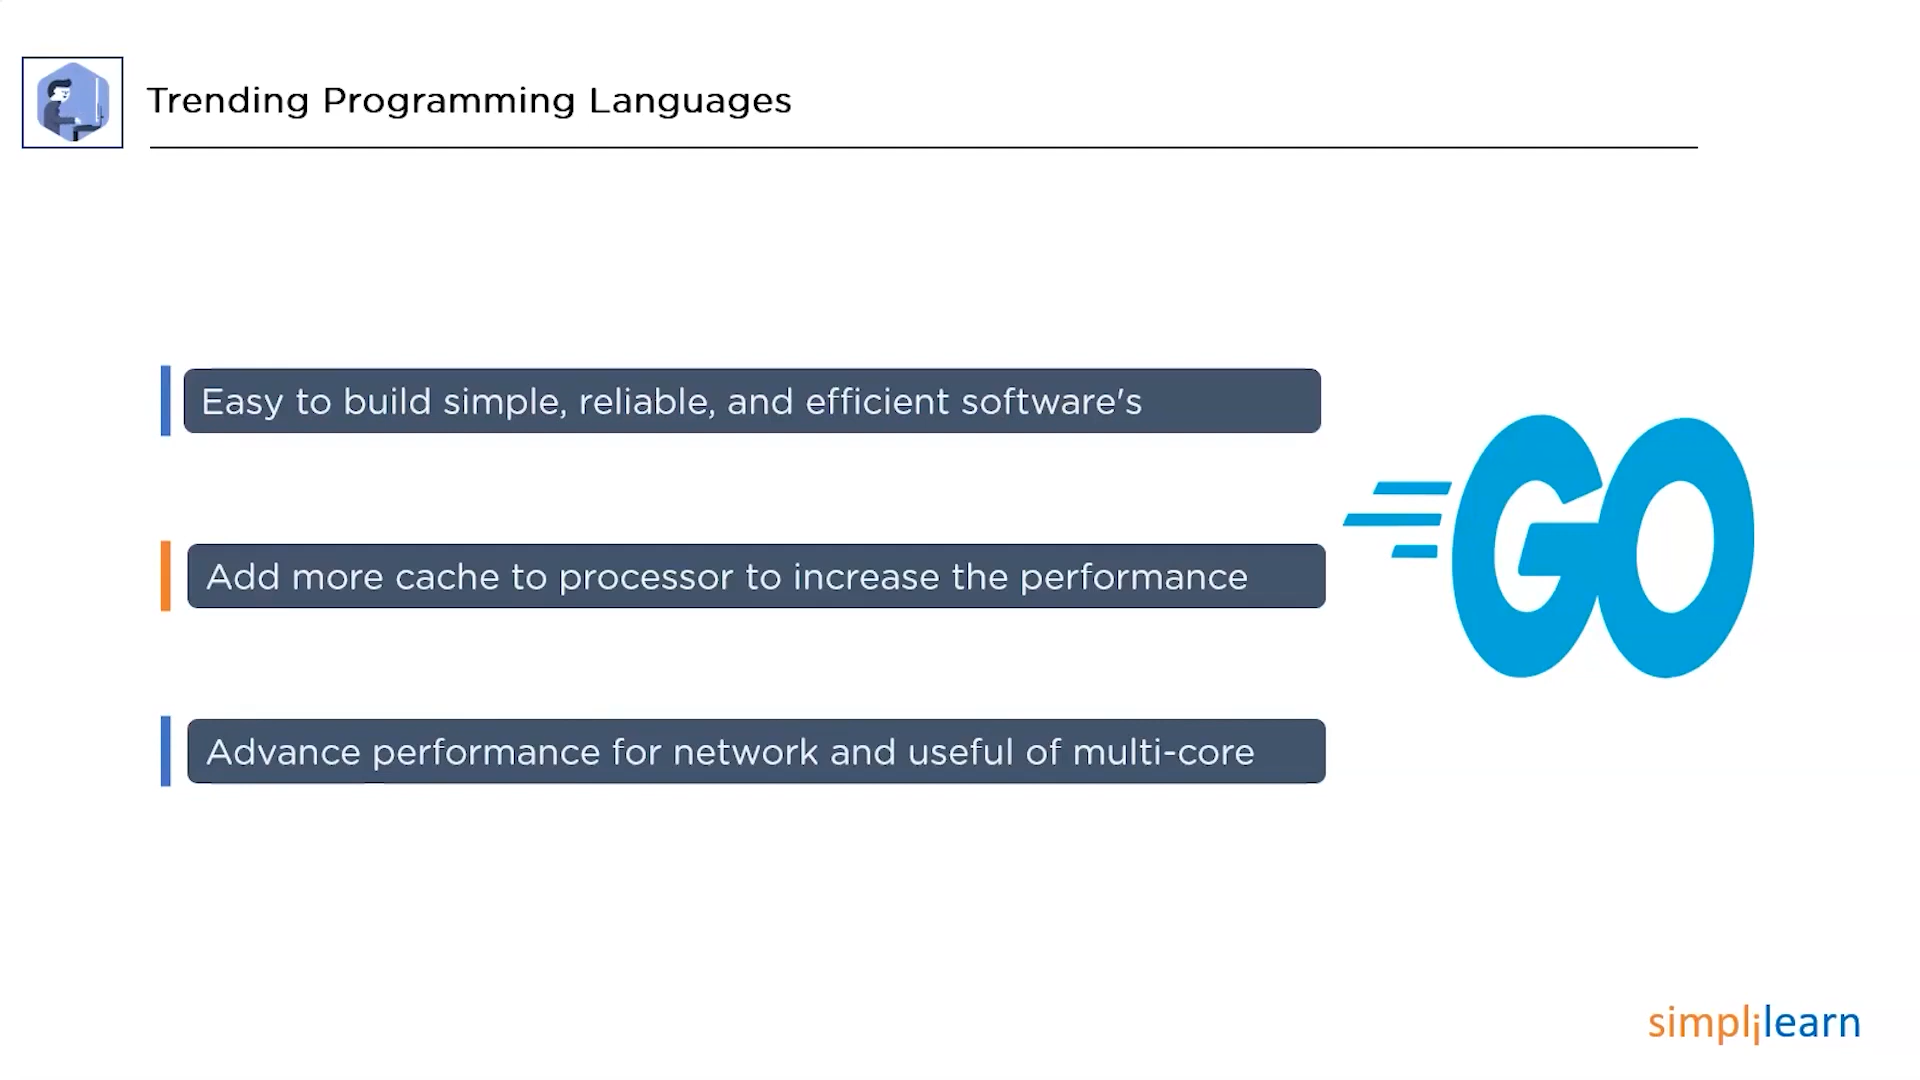 Trending Programming Languages
Easy to build simple, reliable, and efficient software's
Add more cache to processor to increase the performance
GO
Advance performance for network and useful of multi-core
simplilearn